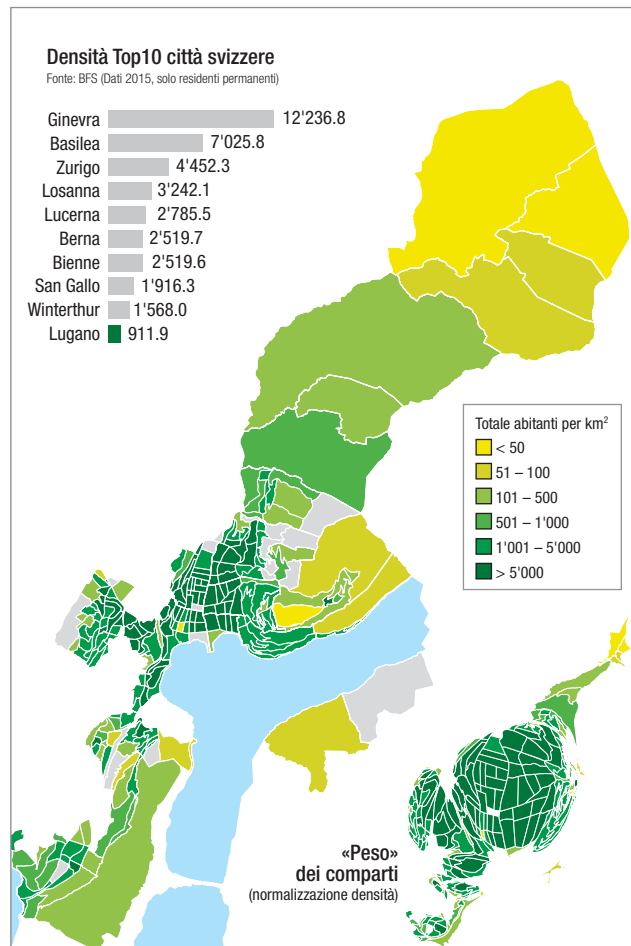 Densità Top10 città svizzere
Fonte: BFS (Dati 2015, solo residenti permanenti)
Ginevra 12'236.8
Basilea 7'025.8
Zurigo 4'452.3
Losanna 3'242.1
Lucerna 2'785.5
Berna 2'519.7
Bienne 2'519.6
San Gallo 1'916.3
Winterthur 1'568.0
Lugano 911.9
Totale abitanti per km²
< 50
51 – 100
101 – 500
501 – 1'000
1'001 – 5'000
> 5'000
«Peso»
dei comparti
(normalizzazione densità)